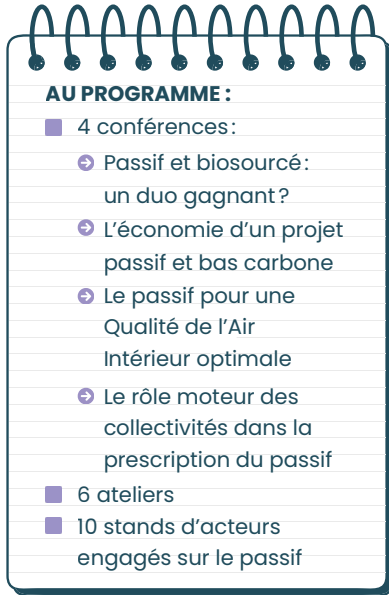 AU PROGRAMME :
4 conférences :
Passif et biosourcé :
un duo gagnant ?
L’économie d’un projet
passif et bas carbone
Le passif pour une
Qualité de l’Air
Intérieur optimale
Le rôle moteur des
collectivités dans la
prescription du passif
6 ateliers
10 stands d’acteurs
engagés sur le passif